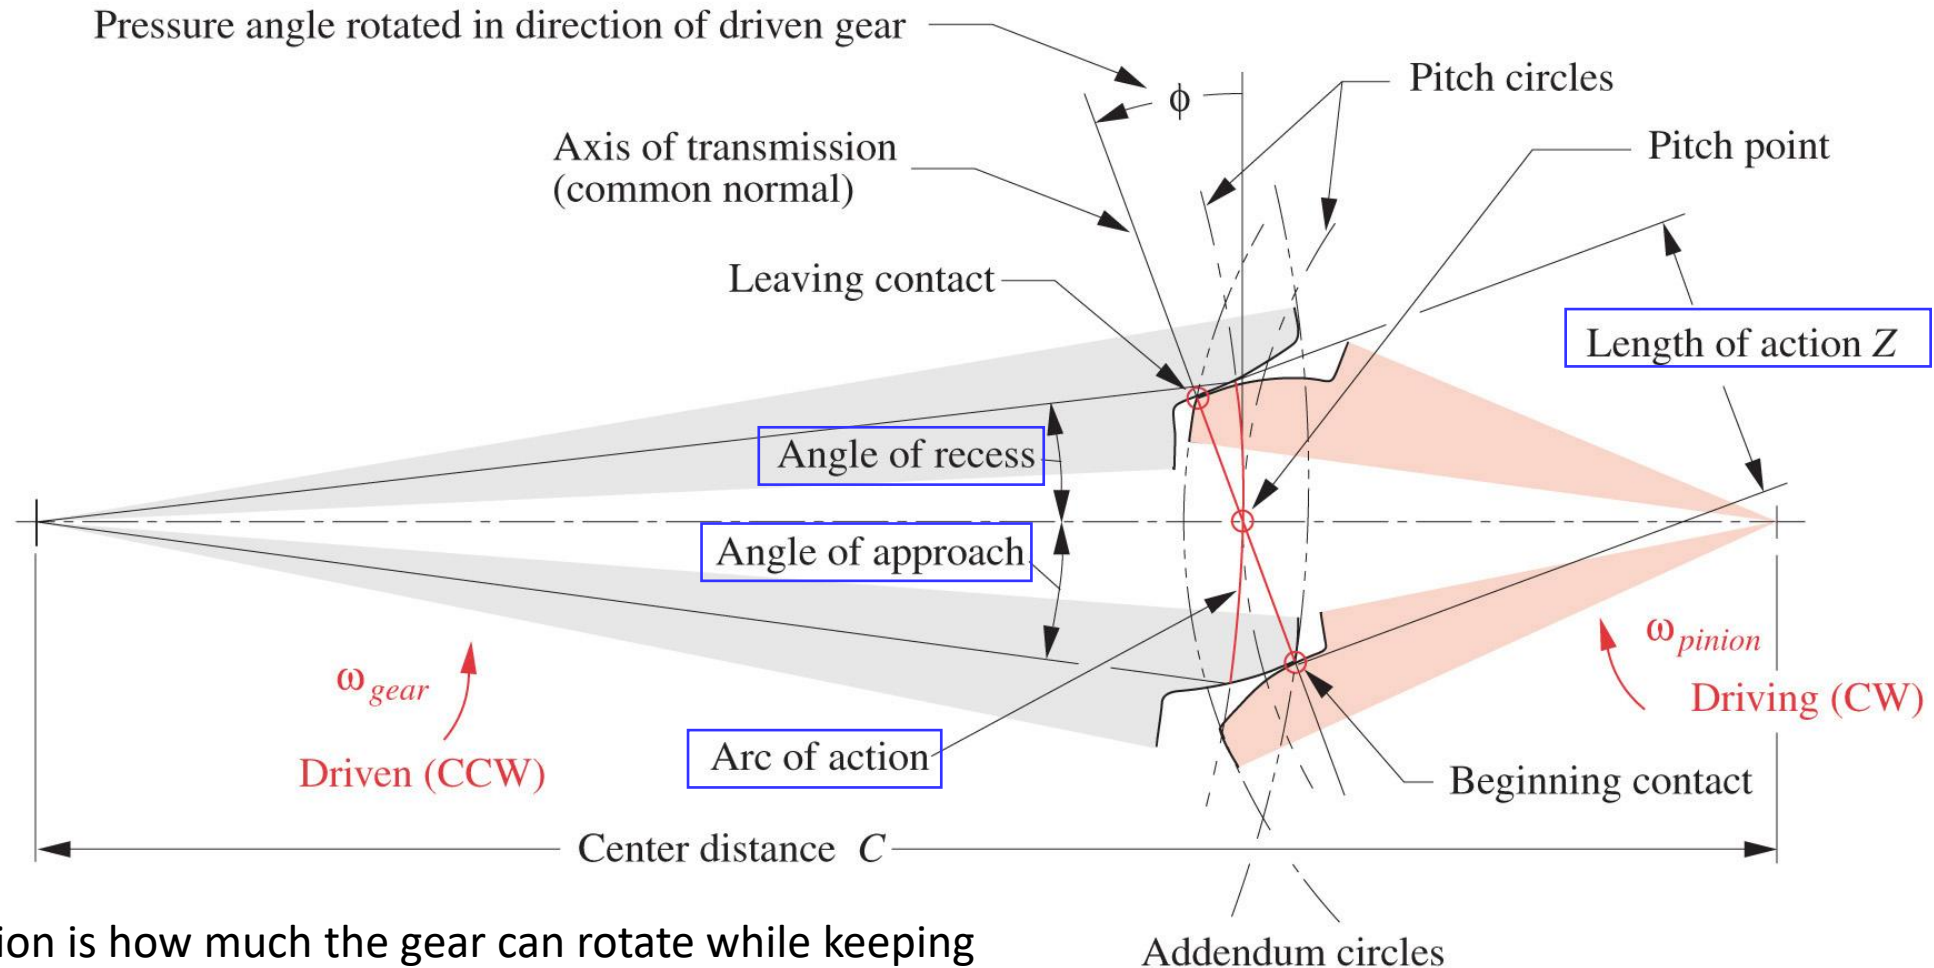 Pressure angle rotated in direction of driven gear
ϕ
Pitch circles
Axis of transmission
(common normal)
Pitch point
Leaving contact
Length of action Z
Angle of recess
Angle of approach
ω gear
Driven (CCW)
ω pinion
Driving (CW)
Arc of action
Beginning contact
Center distance C
ion is how much the gear can rotate while keeping
Addendum circles